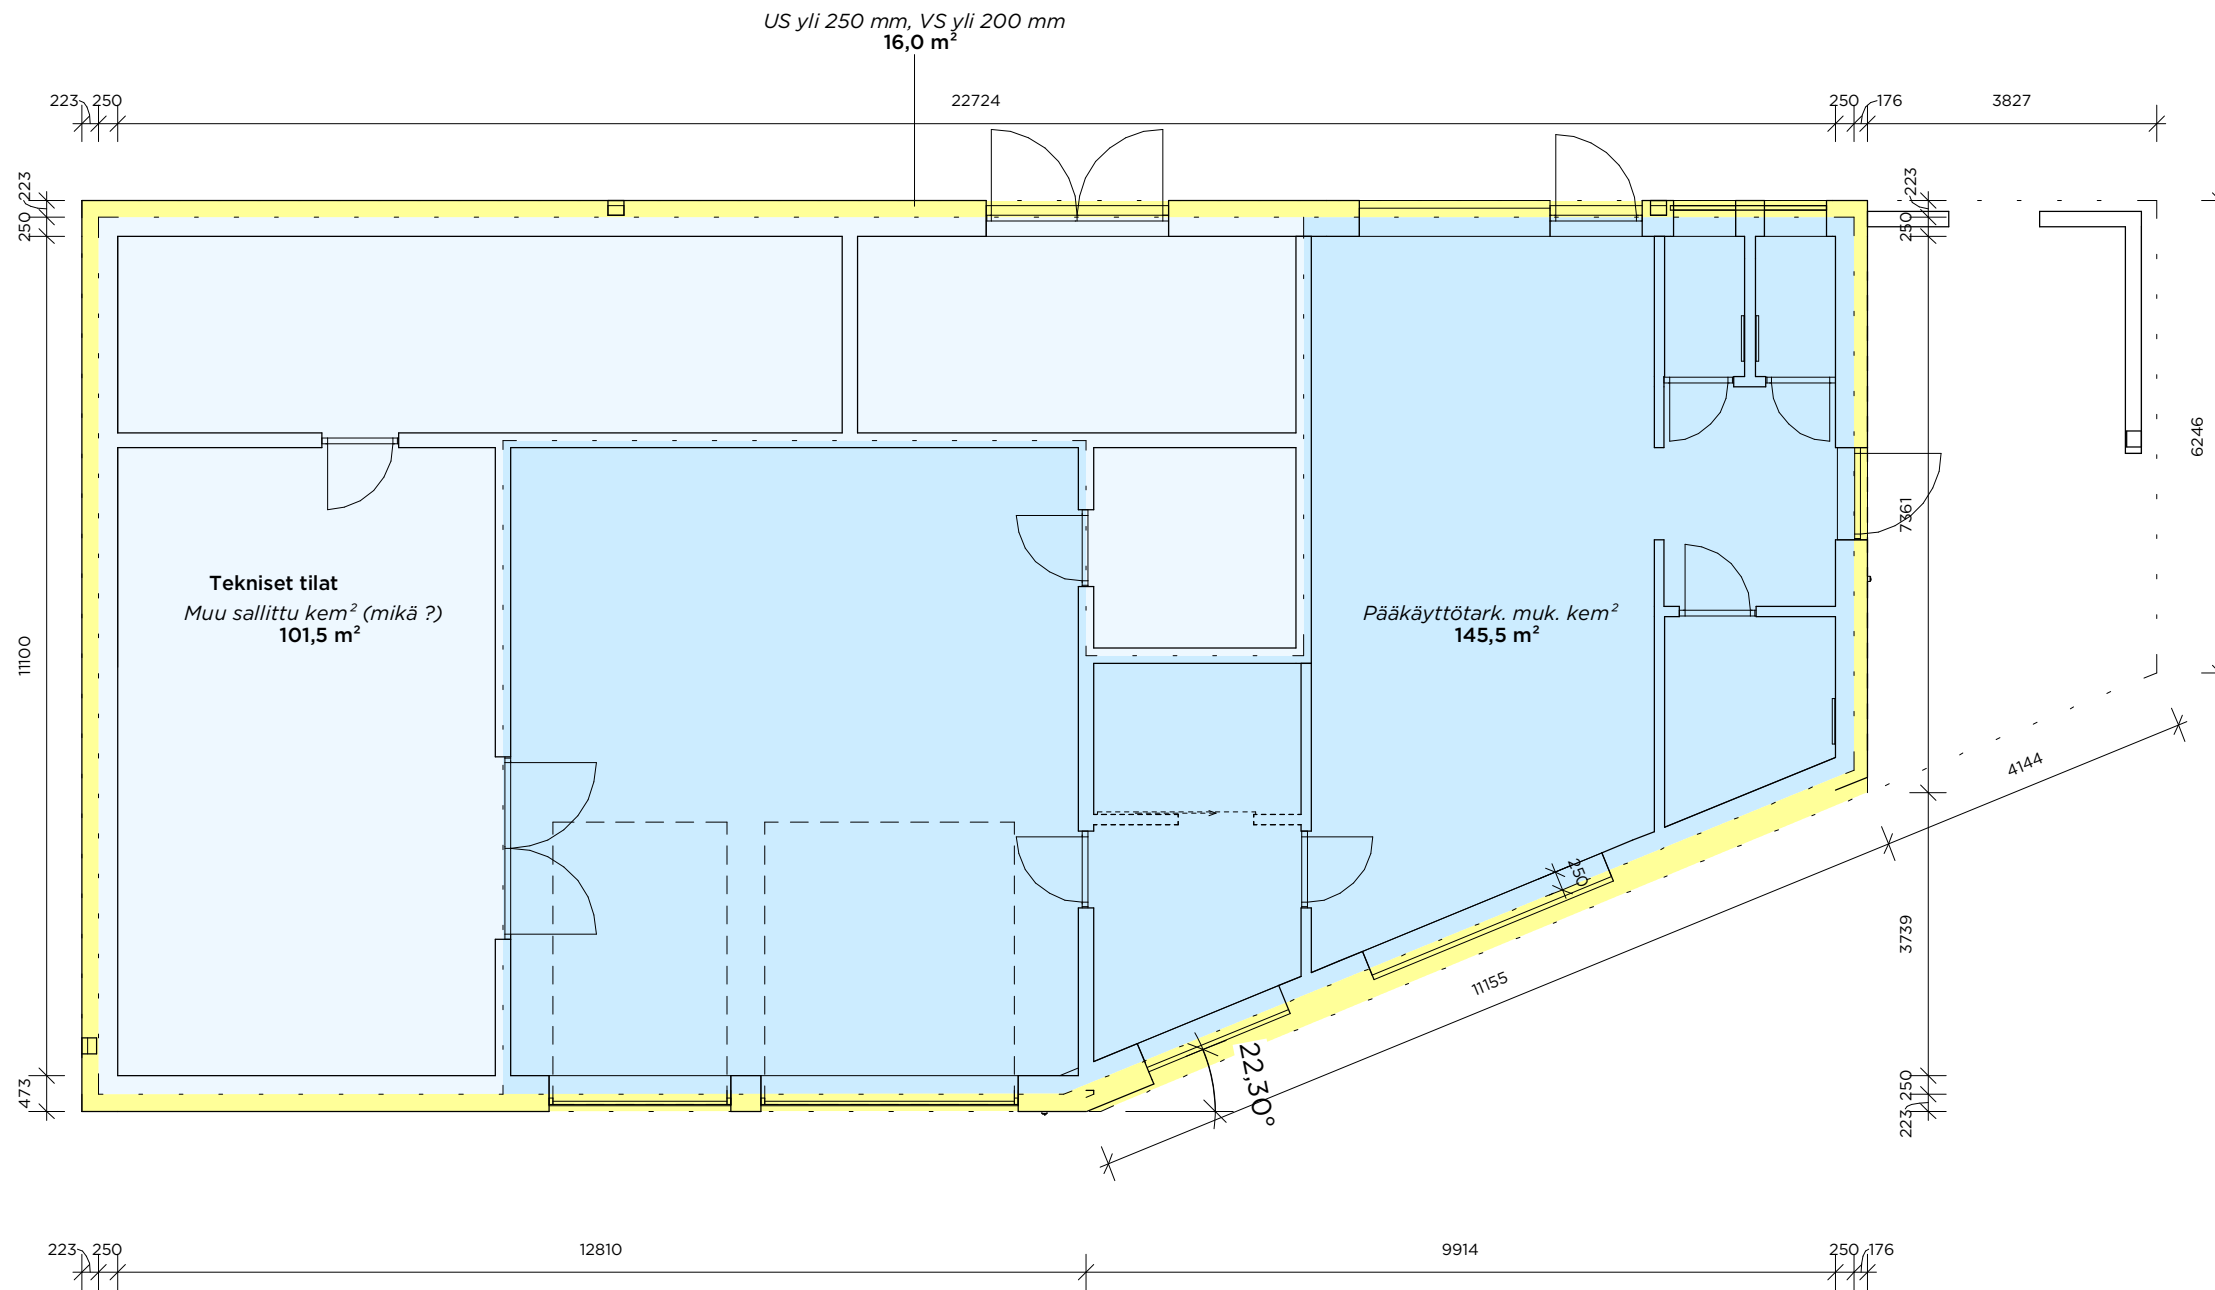 US yli 250 mm, VS yli 200 mm
16,0 m²
223 250 22724 250 176 3827
223
250
223
250
6246
7361
Tekniset tilat
Muu sallittu kem² (mikä ?)
101,5 m²
Pääkäyttötark. muk. kem²
145,5 m²
11100
4144
250
3739
11155
22,30°
473
250
223
223 250 12810 9914 250 176